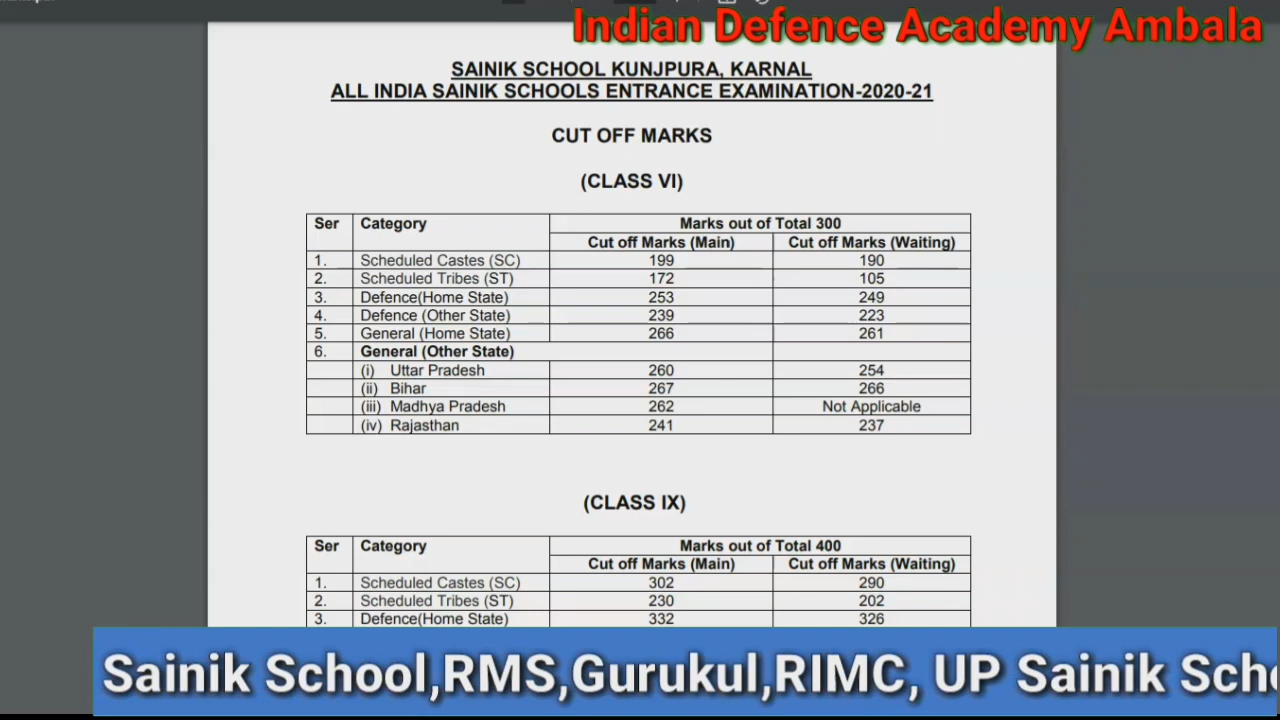 Indian Defence Academy Ambala
SAINIK SCHOOL KUNJPURA, KARNAL
ALL INDIA SAINIK SCHOOLS ENTRANCE EXAMINATION-2020-21
CUT OFF MARKS
(CLASS VI)
Ser Category Marks out of Total 300
Cut off Marks (Main) Cut off Marks (Waiting)
1. Scheduled Castes (SC) 199 190
2. Scheduled Tribes (ST) 172 105
3. Defence(Home State) 253 249
4. Defence (Other State) 239 223
5. General (Home State) 266 261
6. General (Other State)
(i) Uttar Pradesh 260 254
(ii) Bihar 267 266
(iii) Madhya Pradesh 262 Not Applicable
(iv) Rajasthan 241 237
(CLASS IX)
Ser Category Marks out of Total 400
Cut off Marks (Main) Cut off Marks (Waiting)
1. Scheduled Castes (SC) 302 290
2. Scheduled Tribes (ST) 230 202
3. Defence(Home State) 332 326
Sainik School,RMS,Gurukul,RIMC, UP Sainik